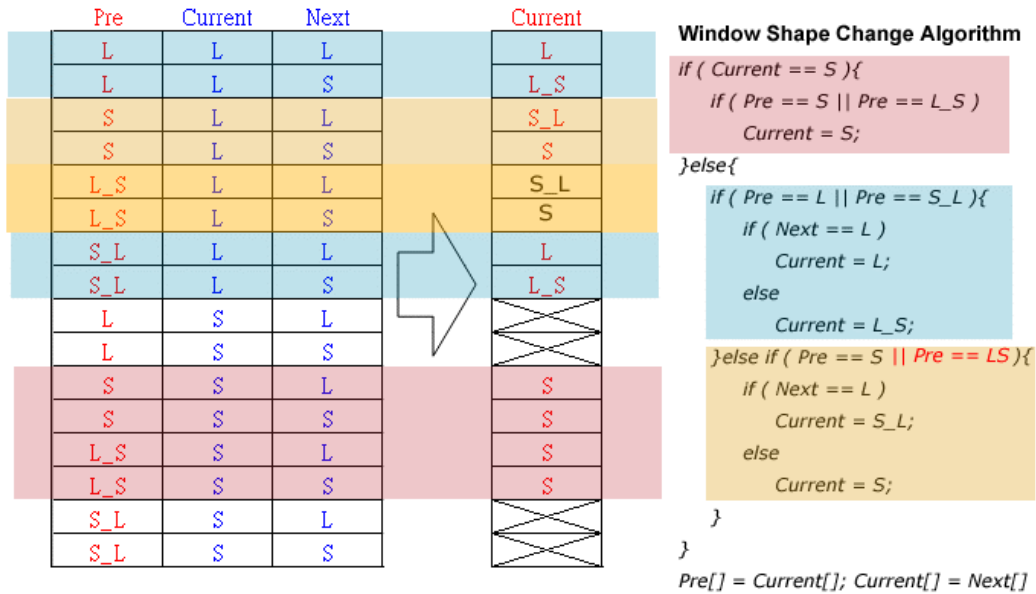 Pre Current Next Current
L L L L
L L S L_S
S L L S_L
S L S S
L_S L L S_L
L_S L S S
S_L L L L
S_L L S L_S
L S L
L S S
S S L S
S S S S
L_S S L S
L_S S S S
S_L S L
S_L S S
Window Shape Change Algorithm
if ( Current == S ){
if ( Pre == S || Pre == L_S )
Current = S;
}else{
if ( Pre == L || Pre == S_L ){
if ( Next == L )
Current = L;
else
Current = L_S;
}else if ( Pre == S || Pre == LS ){
if ( Next == L )
Current = S_L;
else
Current = S;
}
}
Pre[] = Current[]; Current[] = Next[]